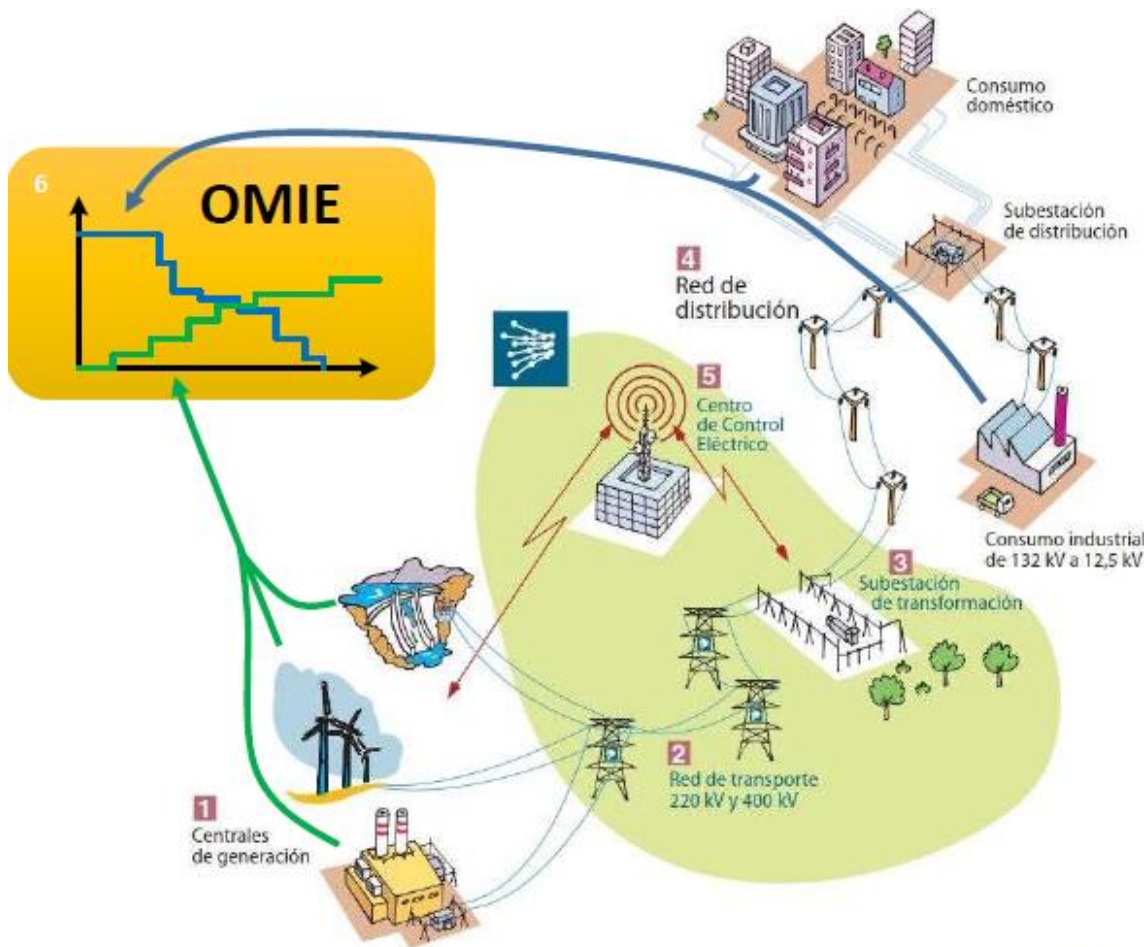 6
OMIE
Consumo
doméstico
Subestación
de distribución
4
Red de
distribución
5
Centro
de Control
Eléctrico
Consumo industrial
de 132 kV a 12,5 kV
3
Subestación
de transformación
2
Red de transporte
220 kV y 400 kV
1
Centrales
de generación